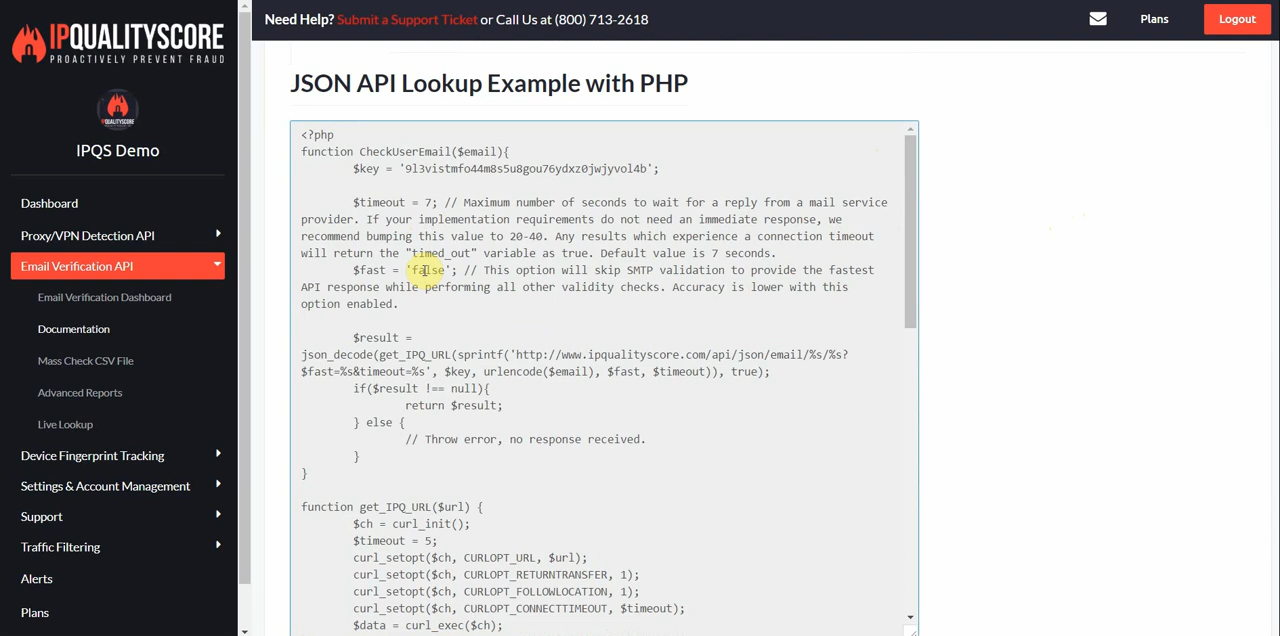 Need Help? Submit a Support Ticket or Call Us at (800) 713-2618
Plans
Logout
IPQUALITYSCORE
PROACTIVELY PREVENT FRAUD
IPQUALITYSCORE
IPQS Demo
Dashboard
Proxy/VPN Detection API
Email Verification API
Email Verification Dashboard
Documentation
Mass Check CSV File
Advanced Reports
Live Lookup
Device Fingerprint Tracking
Settings & Account Management
Support
Traffic Filtering
Alerts
Plans
JSON API Lookup Example with PHP
<?php
function CheckUserEmail($email){
$key = '9l3vistmfo44m8s5u8gou76ydxz0jwjyvol4b';
$timeout = 7; // Maximum number of seconds to wait for a reply from a mail service
provider. If your implementation requirements do not need an immediate response, we
recommend bumping this value to 20-40. Any results which experience a connection timeout
will return the "timed_out" variable as true. Default value is 7 seconds.
$fast = 'false'; // This option will skip SMTP validation to provide the fastest
API response while performing all other validity checks. Accuracy is lower with this
option enabled.
$result =
json_decode(get_IPQ_URL(sprintf('http://www.ipqualityscore.com/api/json/email/%s/%s?
$fast=%s&timeout=%s', $key, urlencode($email), $fast, $timeout)), true);
if($result !== null){
return $result;
} else {
// Throw error, no response received.
}
}
function get_IPQ_URL($url) {
$ch = curl_init();
$timeout = 5;
curl_setopt($ch, CURLOPT_URL, $url);
curl_setopt($ch, CURLOPT_RETURNTRANSFER, 1);
curl_setopt($ch, CURLOPT_FOLLOWLOCATION, 1);
curl_setopt($ch, CURLOPT_CONNECTTIMEOUT, $timeout);
$data = curl_exec($ch);